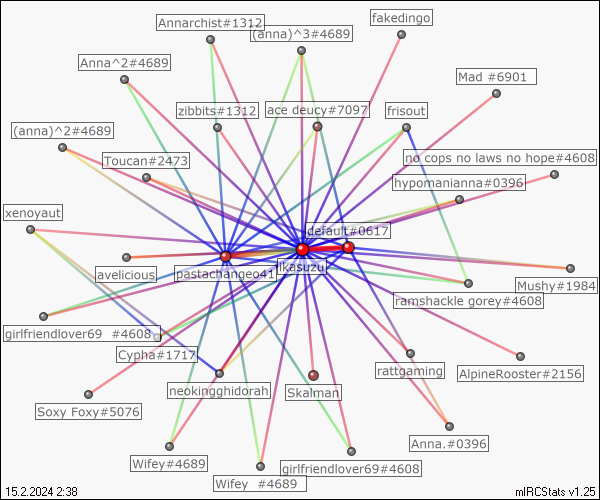 fakedingo
Annarchist#1312
(anna)^3#4689
Anna^2#4689
Mad #6901
zibbits#1312
ace deucy#7097
frisout
(anna)^2#4689
Toucan#2473
no cops no laws no hope#4608
hypomanianna#0396
xenoyaut
default#0617
avelicious
pastachangeo41
likasuzu
Mushy#1984
ramshackle gorey#4608
girlfriendlover69 #4608
Cypha#1717
rattgaming
AlpineRooster#2156
neokingghidorah
Skalman
Soxy Foxy#5076
Anna.#0396
Wifey#4689
girlfriendlover69#4608
Wifey #4689
15.2.2024 2:38
mIRCStats v1.25